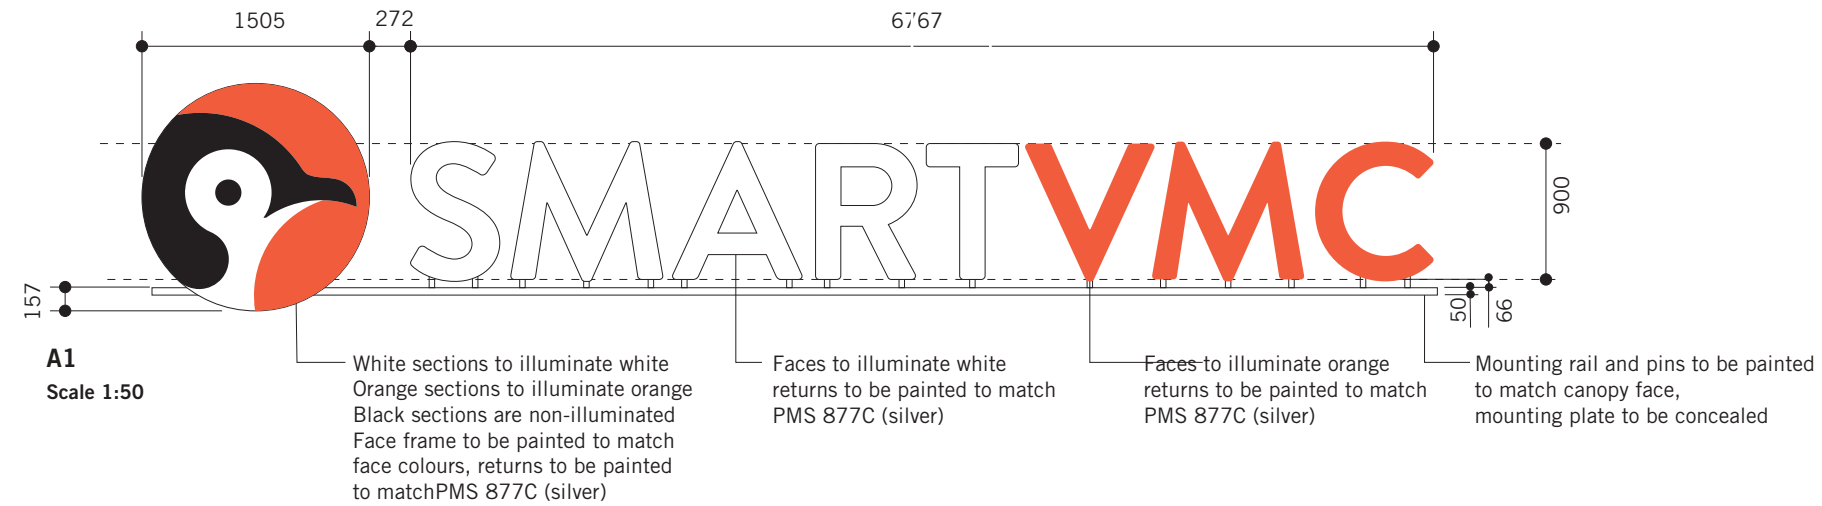 1505
272
6767
SMARTVMC
900
157
50
66
A1
Scale 1:50
White sections to illuminate white
Orange sections to illuminate orange
Black sections are non-illuminated
Face frame to be painted to match
face colours, returns to be painted
to matchPMS 877C (silver)
Faces to illuminate white
returns to be painted to match
PMS 877C (silver)
Faces to illuminate orange
returns to be painted to match
PMS 877C (silver)
Mounting rail and pins to be painted
to match canopy face,
mounting plate to be concealed